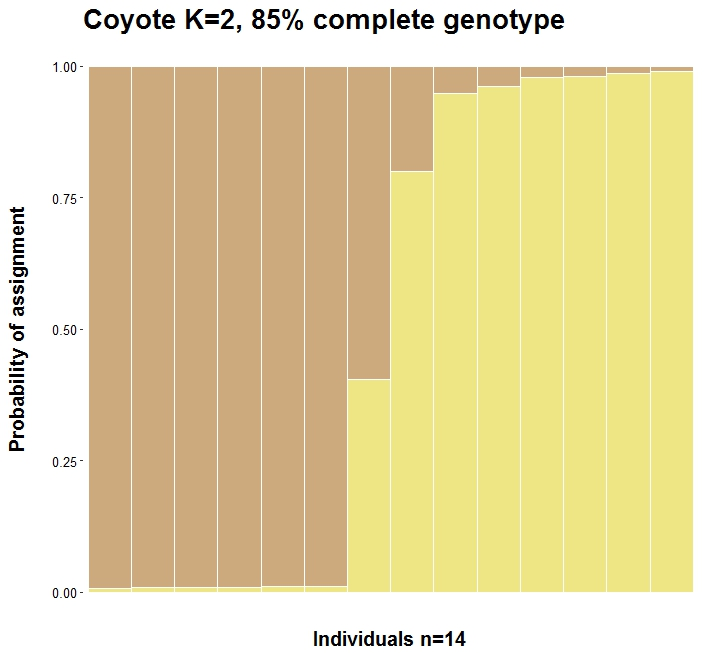 Coyote K=2, 85% complete genotype
1.00
0.75
0.50
0.25
0.00
Probability of assignment
Individuals n=14